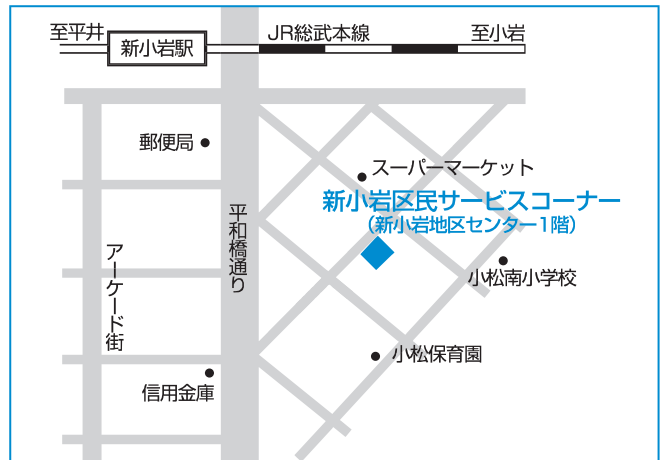 至平井
新小岩駅
JR総武本線
至小岩
郵便局
スーパーマーケット
新小岩区民サービスコーナー
（新小岩地区センター1階）
平和橋通り
アーケード街
小松南小学校
小松保育園
信用金庫